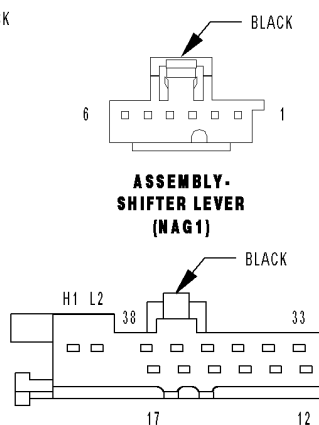 BLACK
6
1
ASSEMBLY-
SHIFTER LEVER
(NAG1)
BLACK
H1 L2
38
33
17
12